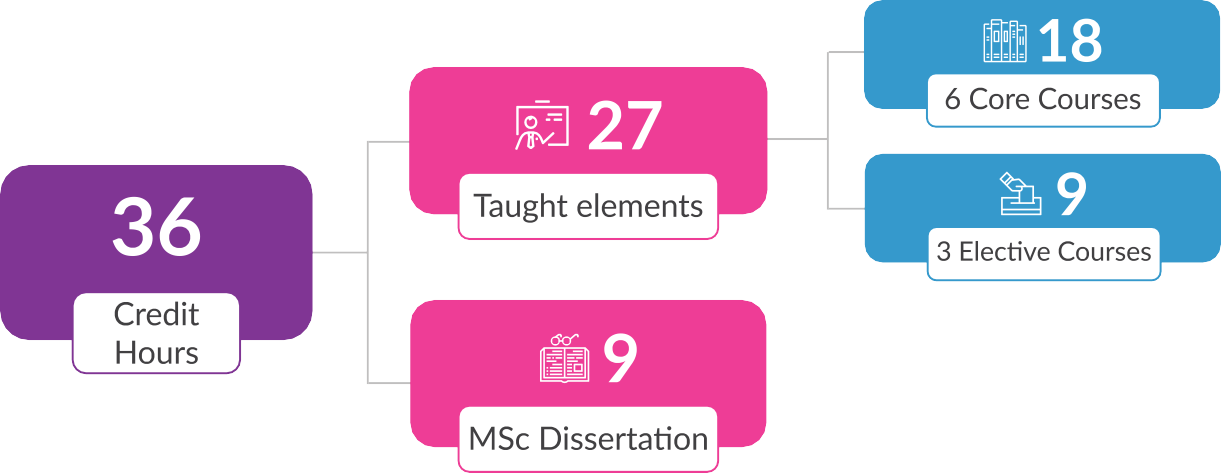 36
Credit
Hours
27
Taught elements
9
MSc Dissertation
18
6 Core Courses
9
3 Elective Courses